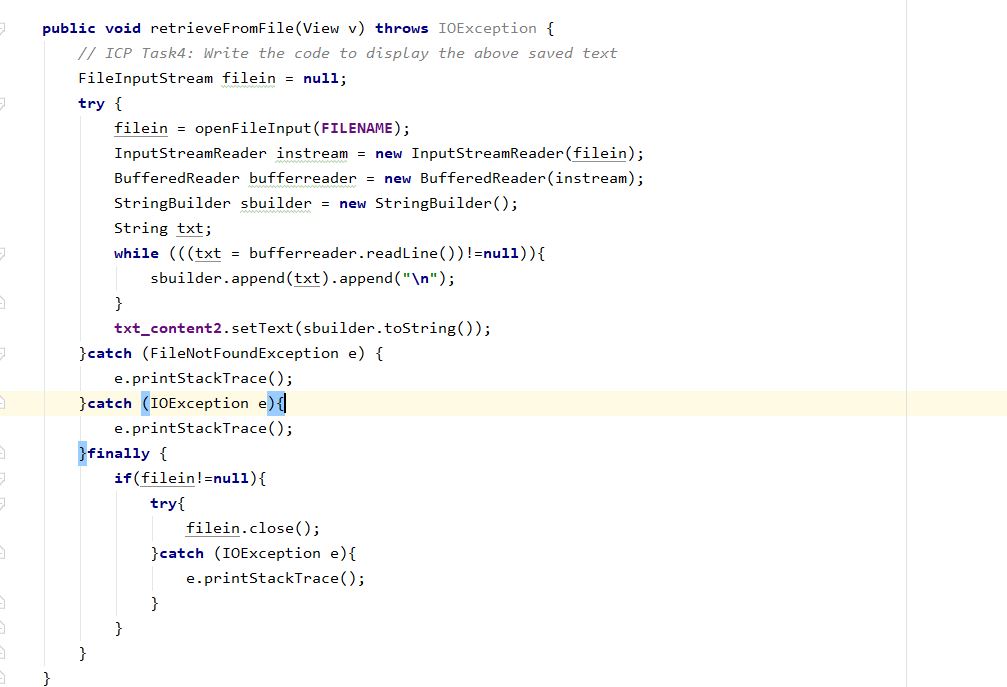 public void retrieveFromFile(View v) throws IOException {
// ICP Task4: Write the code to display the above saved text
FileInputStream filein = null;
try {
filein = openFileInput(FILENAME);
InputStreamReader instream = new InputStreamReader(filein);
BufferedReader bufferreader = new BufferedReader(instream);
StringBuilder sbuilder = new StringBuilder();
String txt;
while (((txt = bufferreader.readLine())!=null)){
sbuilder.append(txt).append("\n");
}
txt_content2.setText(sbuilder.toString());
}catch (FileNotFoundException e) {
e.printStackTrace();
}catch (IOException e){
e.printStackTrace();
}finally {
if(filein!=null){
try{
filein.close();
}catch (IOException e){
e.printStackTrace();
}
}
}
}